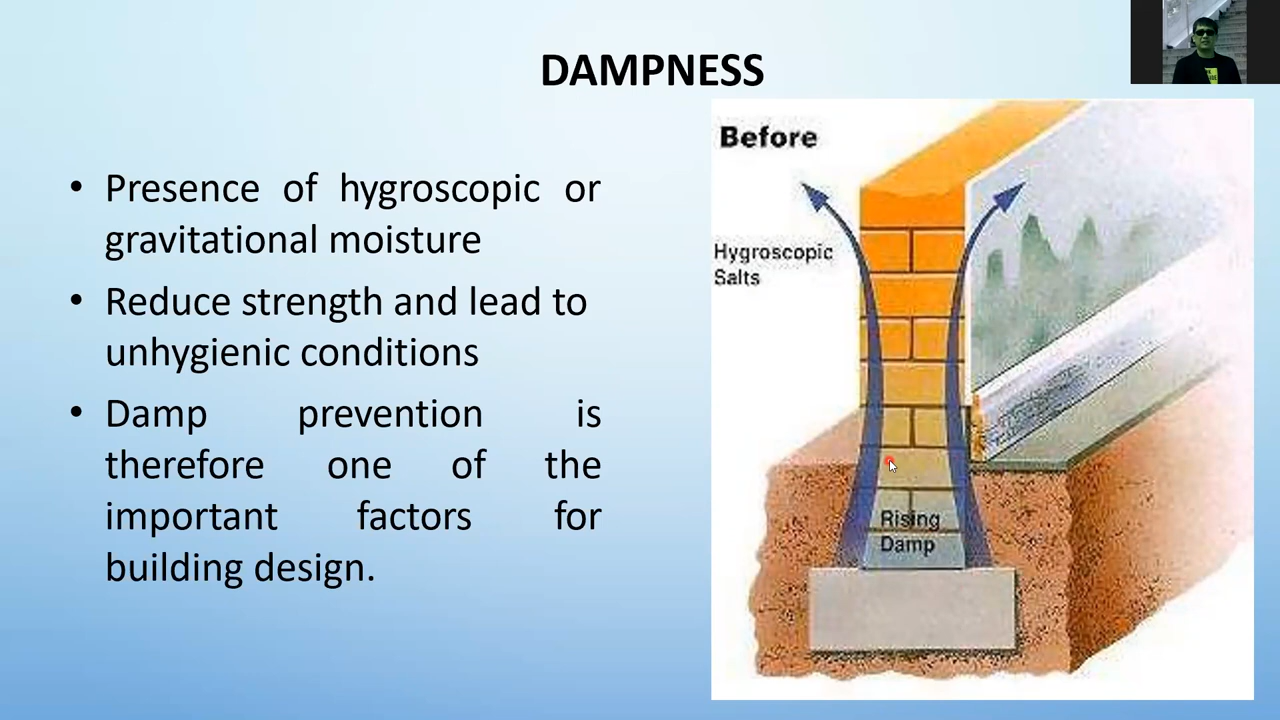 DAMPNESS
• Presence of hygroscopic or
gravitational moisture
• Reduce strength and lead to
unhygienic conditions
• Damp prevention is
therefore one of the
important factors for
building design.
Before
Hygroscopic
Salts
Rising
Damp